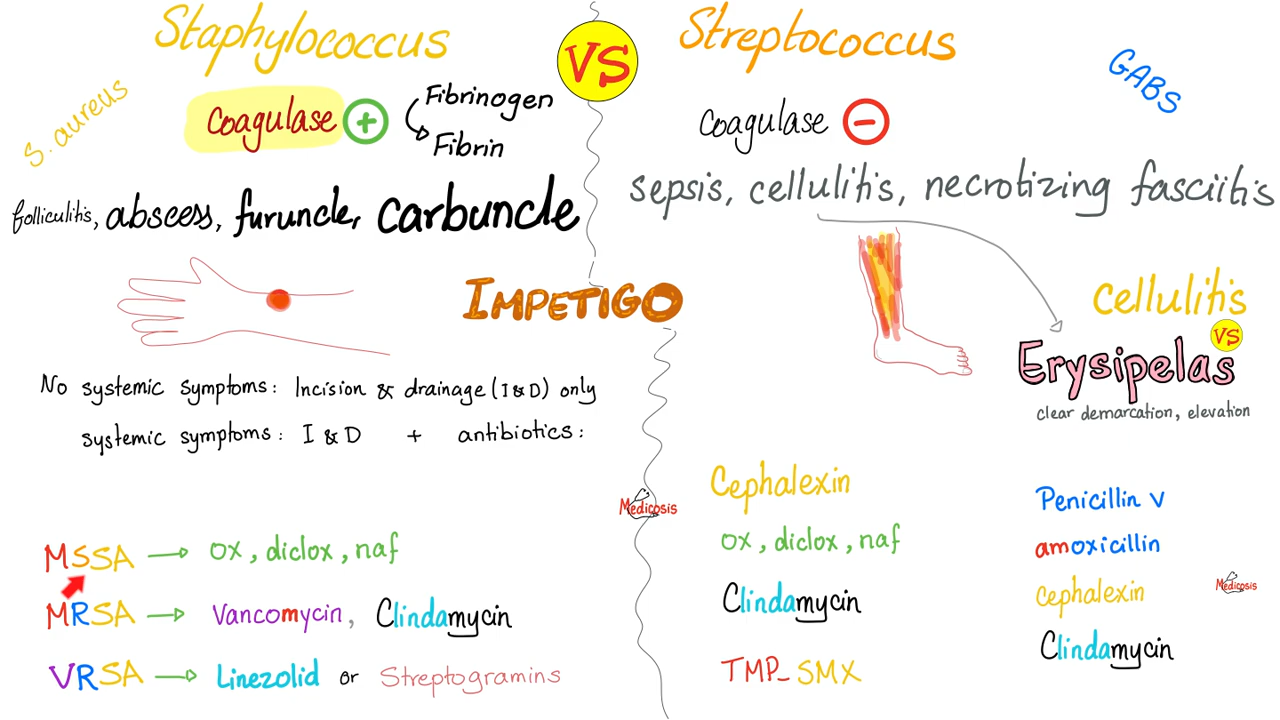 Staphylococcus
VS
Streptococcus
GABS
S. aureus
Coagulase +
Fibrinogen
Fibrin
Coagulase −
folliculitis, abscess, furuncle, carbuncle
sepsis, cellulitis, necrotizing fasciitis
IMPETIGO
cellulitis
VS
Erysipelas
clear demarcation, elevation
No systemic symptoms: Incision & drainage (I & D) only
systemic symptoms: I & D + antibiotics:
MSSA → ox, diclox, naf
MRSA → Vancomycin, Clindamycin
VRSA → Linezolid or Streptogramins
Medicosis
Cephalexin
ox, diclox, naf
Clindamycin
TMP-SMX
Penicillin V
amoxicillin
cephalexin
Clindamycin
Medicosis